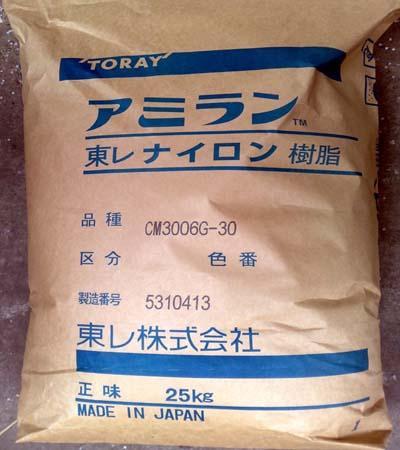 TORAY
アミラン™
東レ ナイロン 樹脂
品種 CM3006G-30
区分 色番
製造番号 5310413
東レ株式会社
正味 25kg
MADE IN JAPAN
1